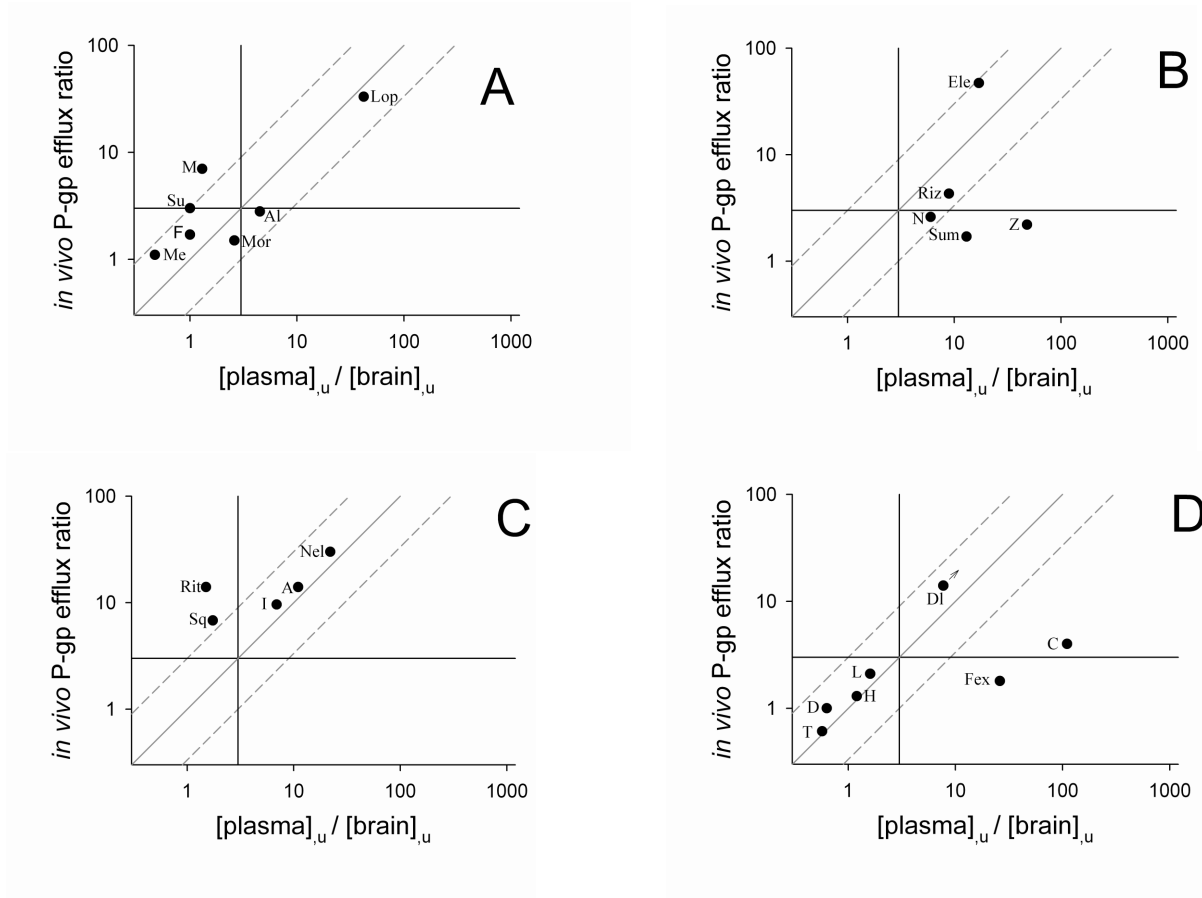 A
in vivo P-gp efflux ratio
100
10
1
Lop
M
Su
Al
F
Mor
Me
1 10 100 1000
[plasma],u / [brain],u
B
in vivo P-gp efflux ratio
100
10
1
Ele
Riz
N
Sum
Z
1 10 100 1000
[plasma],u / [brain],u
C
in vivo P-gp efflux ratio
100
10
1
Nel
Rit
A
I
Sq
1 10 100 1000
[plasma],u / [brain],u
D
in vivo P-gp efflux ratio
100
10
1
Dl
C
L
Fex
H
D
T
1 10 100 1000
[plasma],u / [brain],u